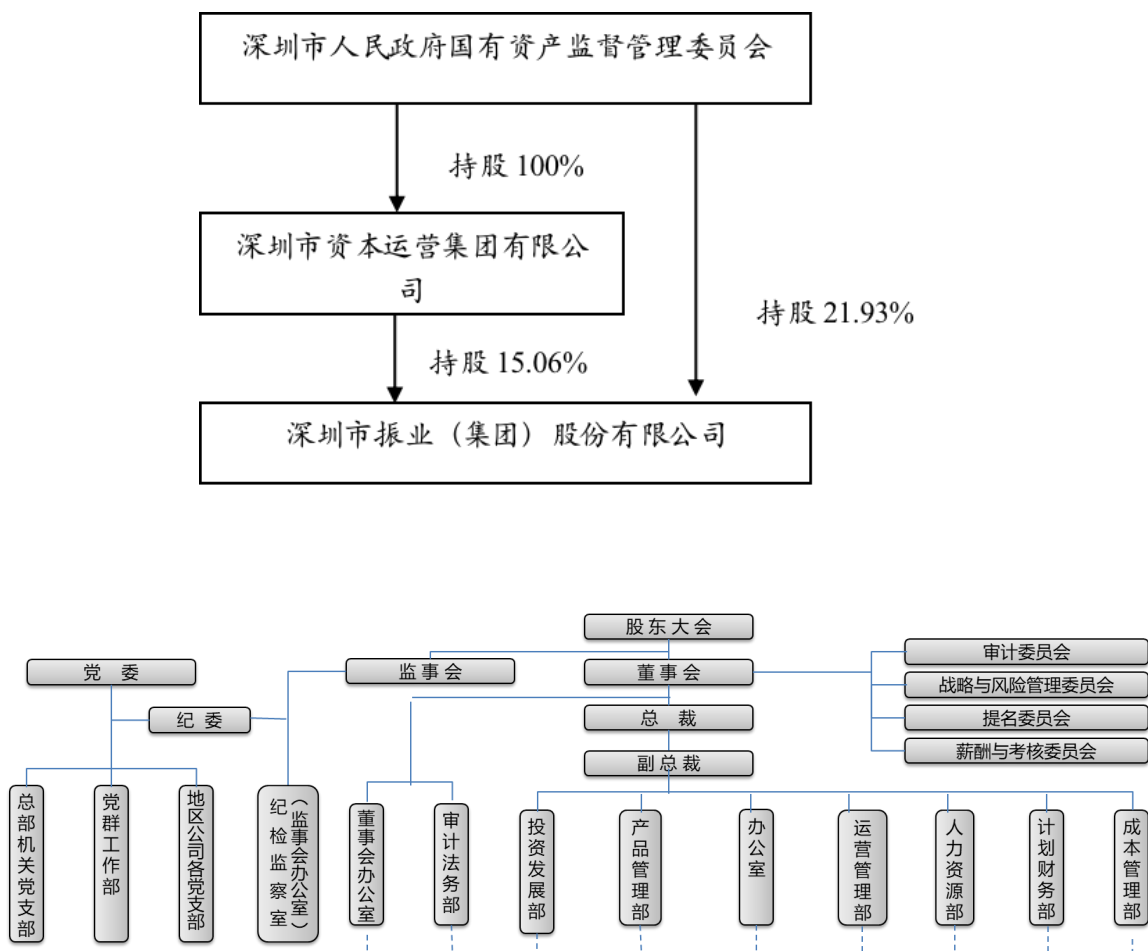 深圳市人民政府国有资产监督管理委员会
持股 100%
深圳市资本运营集团有限公
司
持股 21.93%
持股 15.06%
深圳市振业（集团）股份有限公司
股东大会
党 委
监事会
董事会
审计委员会
战略与风险管理委员会
提名委员会
薪酬与考核委员会
纪委
总 裁
副总裁
总部机关党支部
党群工作部
地区公司各党支部
纪检监察室
（监事会办公室）
董事会办公室
审计法务部
投资发展部
产品管理部
办公室
运营管理部
人力资源部
计划财务部
成本管理部